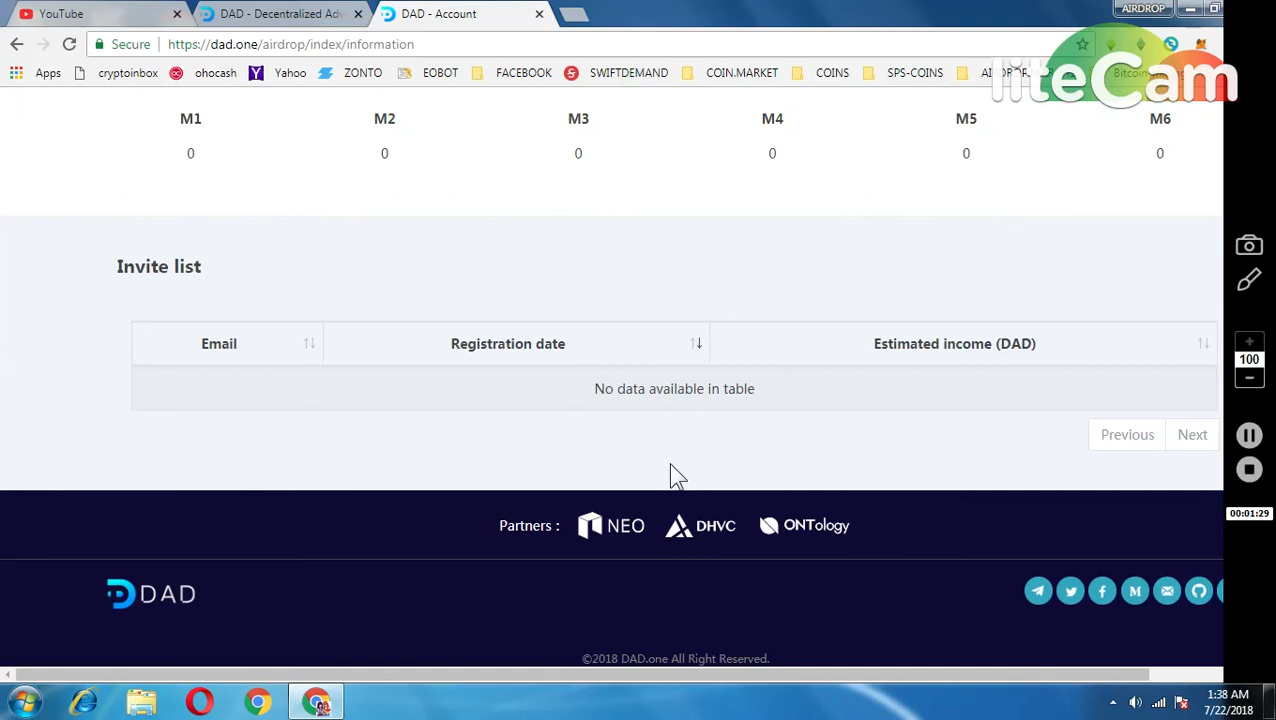 YouTube
DAD - Decentralized Adv
DAD - Account
AIRDROP
Secure
https://dad.one/airdrop/index/information
Apps
cryptoinbox
ohocash
Yahoo
EOBOT
FACEBOOK
SWIFTDEMAND
COIN.MARKET
COINS
SPS-COINS
liteCam
M1 M2 M3 M4 M5 M6
0 0 0 0 0 0
Invite list
Email Registration date Estimated income (DAD)
No data available in table
Previous Next
100
00:01:29
Partners : NEO DHVC ONTology
DAD
©2018 DAD.one All Right Reserved.
1:38 AM
7/22/2018